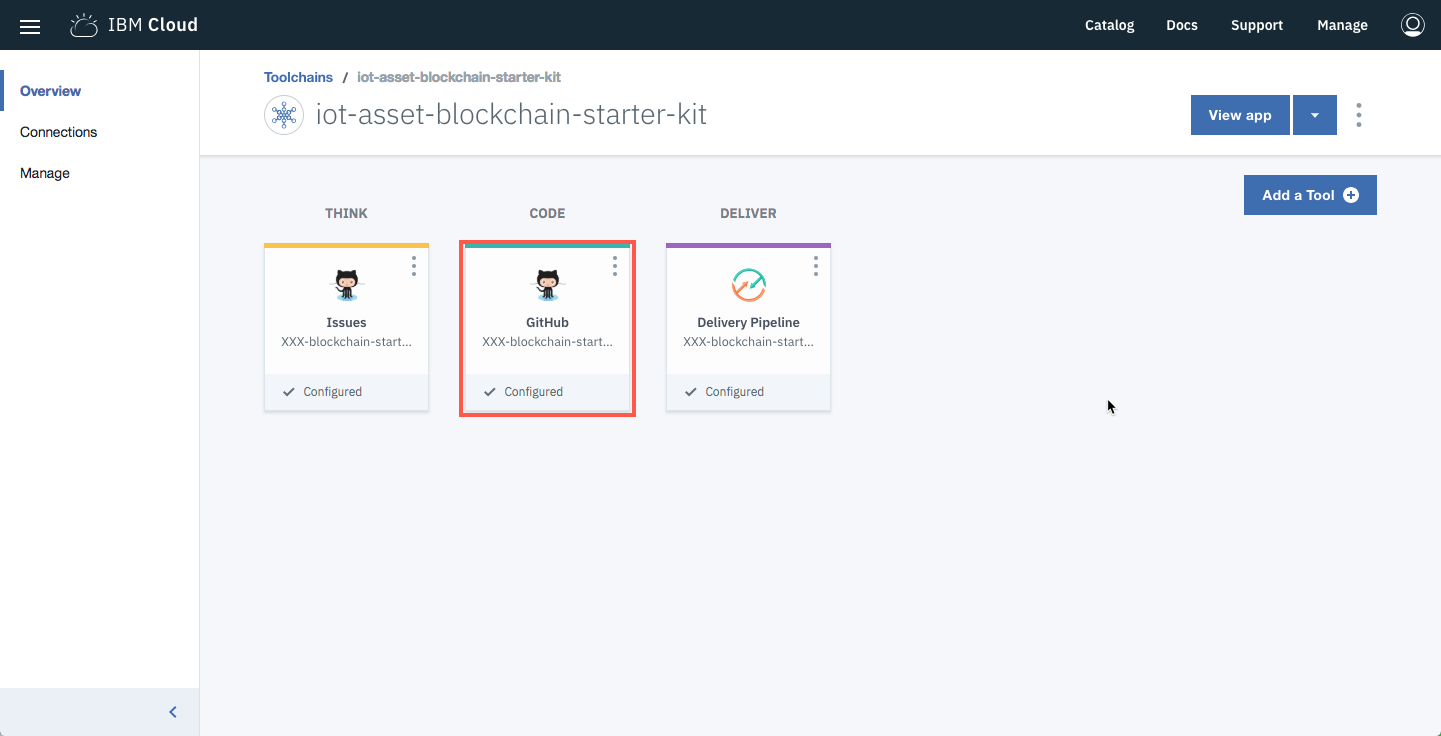 IBM Cloud
Catalog
Docs
Support
Manage
Overview
Connections
Manage
Toolchains / iot-asset-blockchain-starter-kit
iot-asset-blockchain-starter-kit
View app
Add a Tool
THINK
CODE
DELIVER
Issues
XXX-blockchain-start...
Configured
GitHub
XXX-blockchain-start...
Configured
Delivery Pipeline
XXX-blockchain-start...
Configured